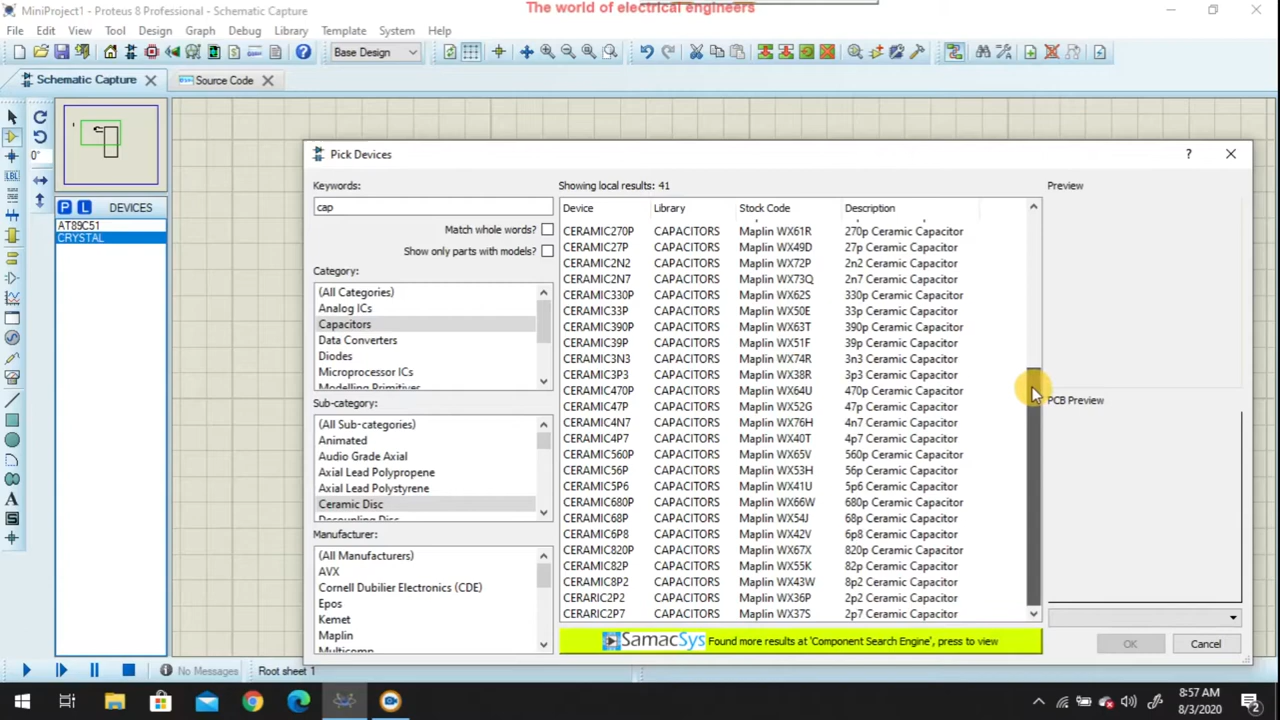 The world of electrical engineers
MiniProject1 - Proteus 8 Professional - Schematic Capture
File Edit View Tool Design Graph Debug Library Template System Help
Base Design
Schematic Capture
Source Code
0°
LBL
P L DEVICES
AT89C51
CRYSTAL
Pick Devices
Keywords:
cap
Match whole words?
Show only parts with models?
Category:
(All Categories)
Analog ICs
Capacitors
Data Converters
Diodes
Microprocessor ICs
Modelling Primitives
Sub-category:
(All Sub-categories)
Animated
Audio Grade Axial
Axial Lead Polypropene
Axial Lead Polystyrene
Ceramic Disc
Decoupling Disc
Manufacturer:
(All Manufacturers)
AVX
Cornell Dubilier Electronics (CDE)
Epos
Kemet
Maplin
Multicomp
Showing local results: 41
Device Library Stock Code Description
CERAMIC270P CAPACITORS Maplin WX61R 270p Ceramic Capacitor
CERAMIC27P CAPACITORS Maplin WX49D 27p Ceramic Capacitor
CERAMIC2N2 CAPACITORS Maplin WX72P 2n2 Ceramic Capacitor
CERAMIC2N7 CAPACITORS Maplin WX73Q 2n7 Ceramic Capacitor
CERAMIC330P CAPACITORS Maplin WX62S 330p Ceramic Capacitor
CERAMIC33P CAPACITORS Maplin WX50E 33p Ceramic Capacitor
CERAMIC390P CAPACITORS Maplin WX63T 390p Ceramic Capacitor
CERAMIC39P CAPACITORS Maplin WX51F 39p Ceramic Capacitor
CERAMIC3N3 CAPACITORS Maplin WX74R 3n3 Ceramic Capacitor
CERAMIC3P3 CAPACITORS Maplin WX38R 3p3 Ceramic Capacitor
CERAMIC470P CAPACITORS Maplin WX64U 470p Ceramic Capacitor
CERAMIC47P CAPACITORS Maplin WX52G 47p Ceramic Capacitor
CERAMIC4N7 CAPACITORS Maplin WX76H 4n7 Ceramic Capacitor
CERAMIC4P7 CAPACITORS Maplin WX40T 4p7 Ceramic Capacitor
CERAMIC560P CAPACITORS Maplin WX65V 560p Ceramic Capacitor
CERAMIC56P CAPACITORS Maplin WX53H 56p Ceramic Capacitor
CERAMIC5P6 CAPACITORS Maplin WX41U 5p6 Ceramic Capacitor
CERAMIC680P CAPACITORS Maplin WX66W 680p Ceramic Capacitor
CERAMIC68P CAPACITORS Maplin WX54J 68p Ceramic Capacitor
CERAMIC6P8 CAPACITORS Maplin WX42V 6p8 Ceramic Capacitor
CERAMIC820P CAPACITORS Maplin WX67X 820p Ceramic Capacitor
CERAMIC82P CAPACITORS Maplin WX55K 82p Ceramic Capacitor
CERAMIC8P2 CAPACITORS Maplin WX43W 8p2 Ceramic Capacitor
CERARIC2P2 CAPACITORS Maplin WX36P 2p2 Ceramic Capacitor
CERARIC2P7 CAPACITORS Maplin WX37S 2p7 Ceramic Capacitor
SamacSys Found more results at 'Component Search Engine', press to view
Preview
PCB Preview
OK Cancel
No Messages
Root sheet 1
8:57 AM
8/3/2020
2